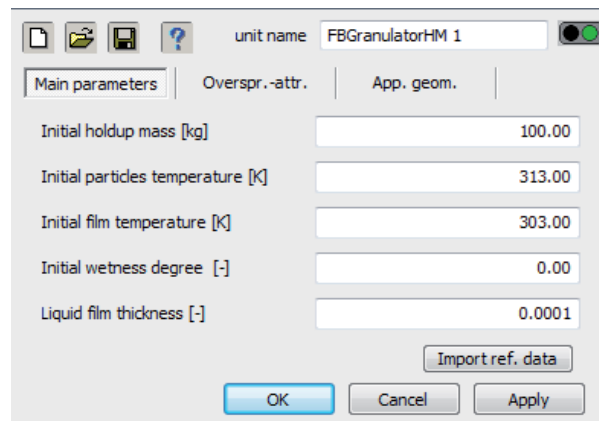 unit name FBGranulatorHM 1
Main parameters Overspr.-attr. App. geom.
Initial holdup mass [kg] 100.00
Initial particles temperature [K] 313.00
Initial film temperature [K] 303.00
Initial wetness degree [-] 0.00
Liquid film thickness [-] 0.0001
Import ref. data
OK Cancel Apply